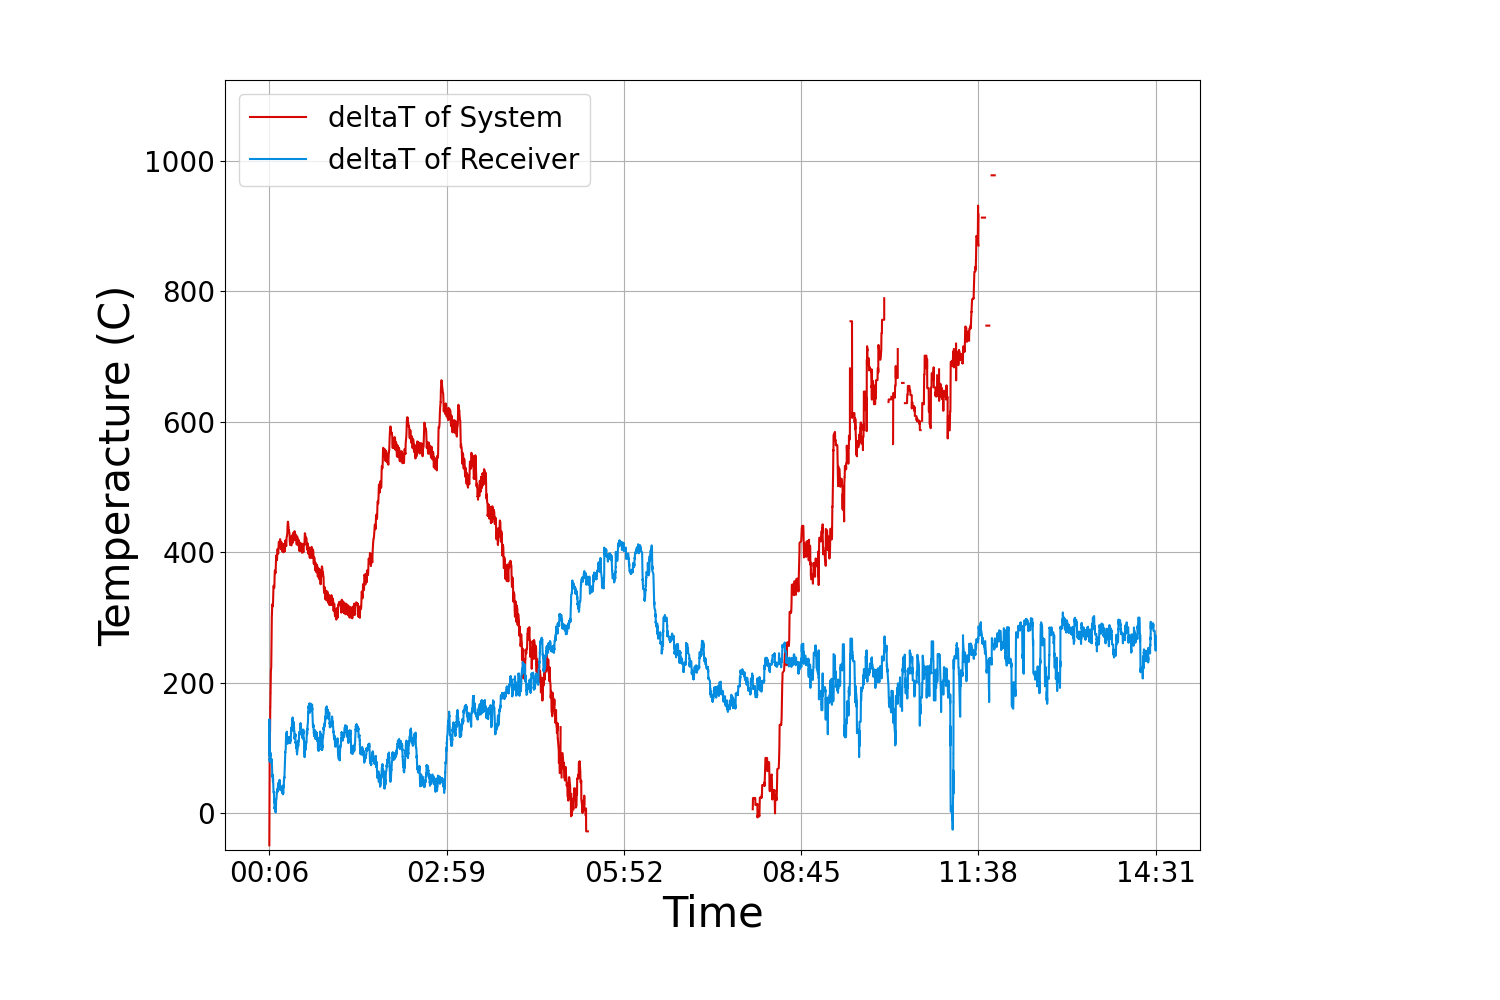 deltaT of System
deltaT of Receiver
1000
800
600
400
200
0
Temperacture (C)
00:06 02:59 05:52 08:45 11:38 14:31
Time